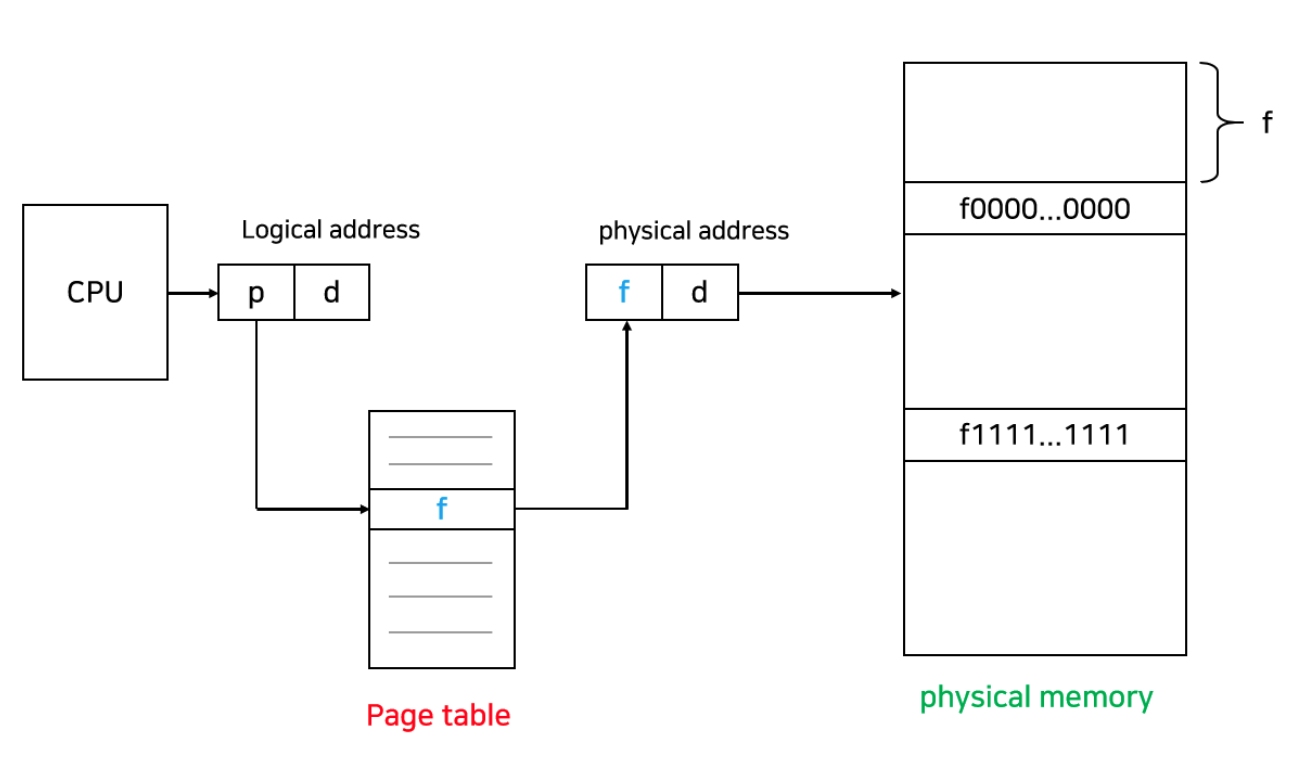 f
f0000...0000
Logical address
physical address
CPU
p
d
f
d
f1111...1111
f
physical memory
Page table